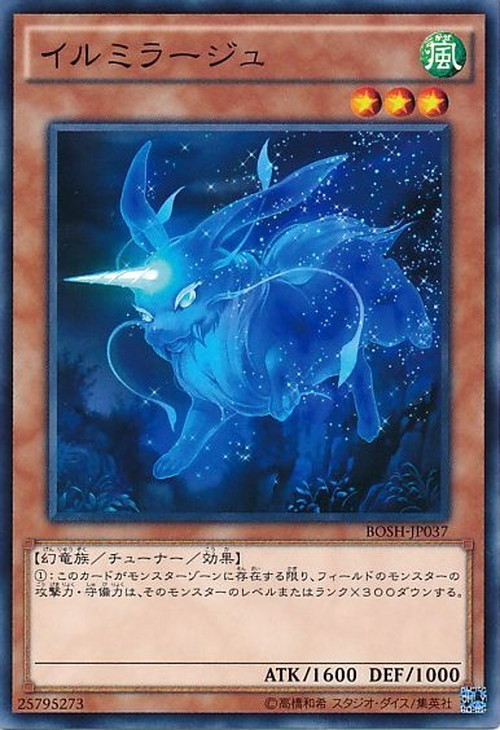 イルミラージュ
風
BOSH-JP037
【幻竜族／チューナー／効果】
①：このカードがモンスターゾーンに存在する限り、フィールドのモンスターの
攻撃力・守備力は、そのモンスターのレベルまたはランク×３００ダウンする。
ATK/1600 DEF/1000
25795273 ©高橋和希 スタジオ・ダイス/集英社